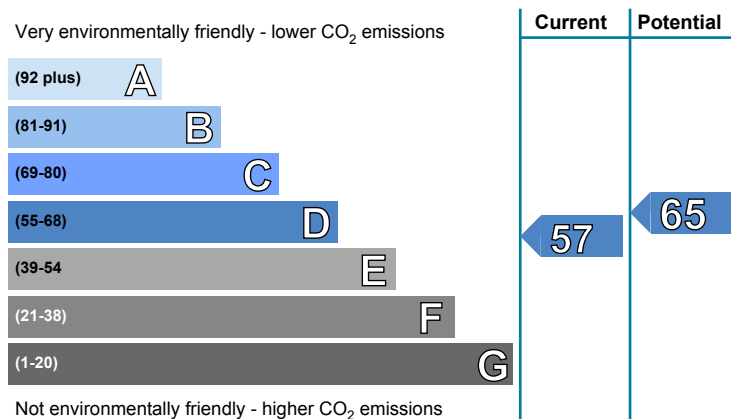 Current Potential
Very environmentally friendly - lower CO₂ emissions
(92 plus) A
(81-91) B
(69-80) C
(55-68) D
(39-54 E
(21-38) F
(1-20) G
57
65
Not environmentally friendly - higher CO₂ emissions